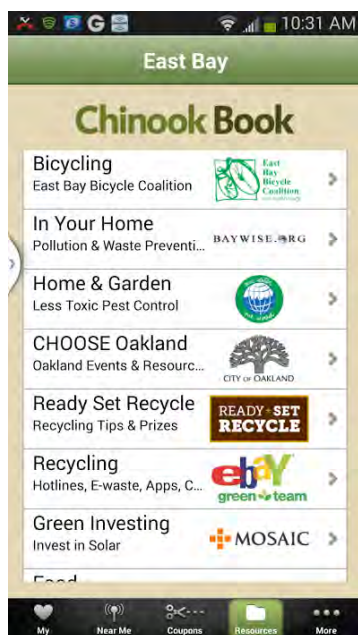 10:31 AM
East Bay
Chinook Book
Bicycling
East Bay Bicycle Coalition
East
Bay
Bicycle
Coalition
In Your Home
Pollution & Waste Preventi...
BAYWISE.ORG
Home & Garden
Less Toxic Pest Control
CHOOSE Oakland
Oakland Events & Resourc...
CITY OF OAKLAND
Ready Set Recycle
Recycling Tips & Prizes
READY SET
RECYCLE
Recycling
Hotlines, E-waste, Apps, C...
ebay
green team
Green Investing
Invest in Solar
MOSAIC
Food
My
Near Me
Coupons
Resources
More